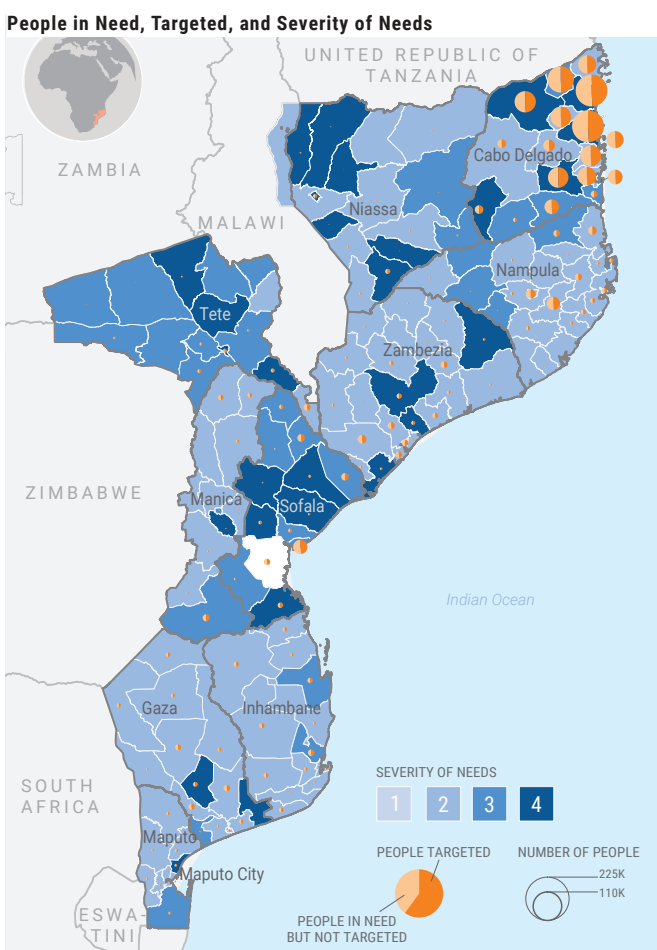 People in Need, Targeted, and Severity of Needs
UNITED REPUBLIC OF
TANZANIA
ZAMBIA
Cabo Delgado
MALAWI
Niassa
Nampula
Tete
Zambezia
ZIMBABWE
Manica
Sofala
Indian Ocean
Gaza
Inhambane
SOUTH
AFRICA
SEVERITY OF NEEDS
1
2
3
4
Maputo
PEOPLE TARGETED
NUMBER OF PEOPLE
225K
110K
Maputo City
ESWA-
TINI
PEOPLE IN NEED
BUT NOT TARGETED